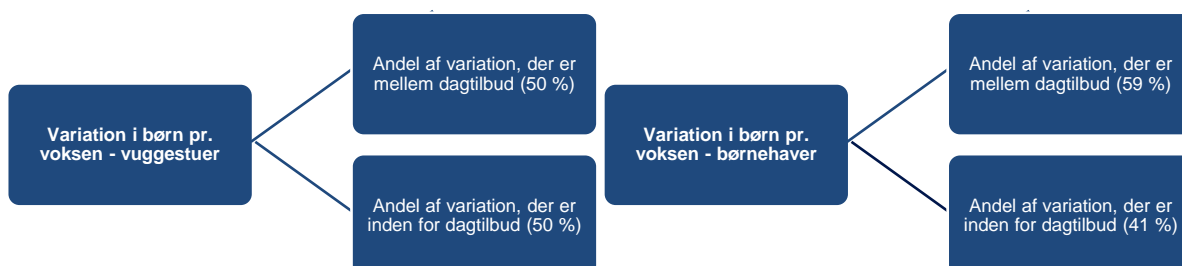 Variation i børn pr.
voksen - vuggestuer
Andel af variation, der er
mellem dagtilbud (50 %)
Andel af variation, der er
inden for dagtilbud (50 %)
Variation i børn pr.
voksen - børnehaver
Andel af variation, der er
mellem dagtilbud (59 %)
Andel af variation, der er
inden for dagtilbud (41 %)